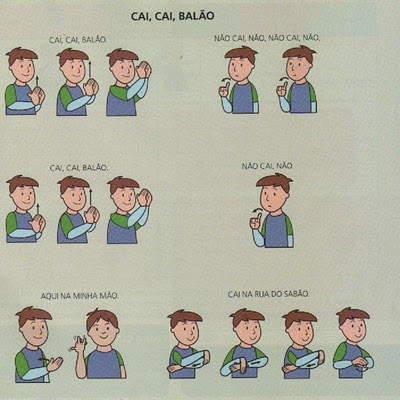 CAI, CAI, BALÃO
CAI, CAI, BALÃO.
NÃO CAI, NÃO, NÃO CAI, NÃO.
CAI, CAI, BALÃO.
NÃO CAI, NÃO.
AQUI NA MINHA MÃO.
CAI NA RUA DO SABÃO.